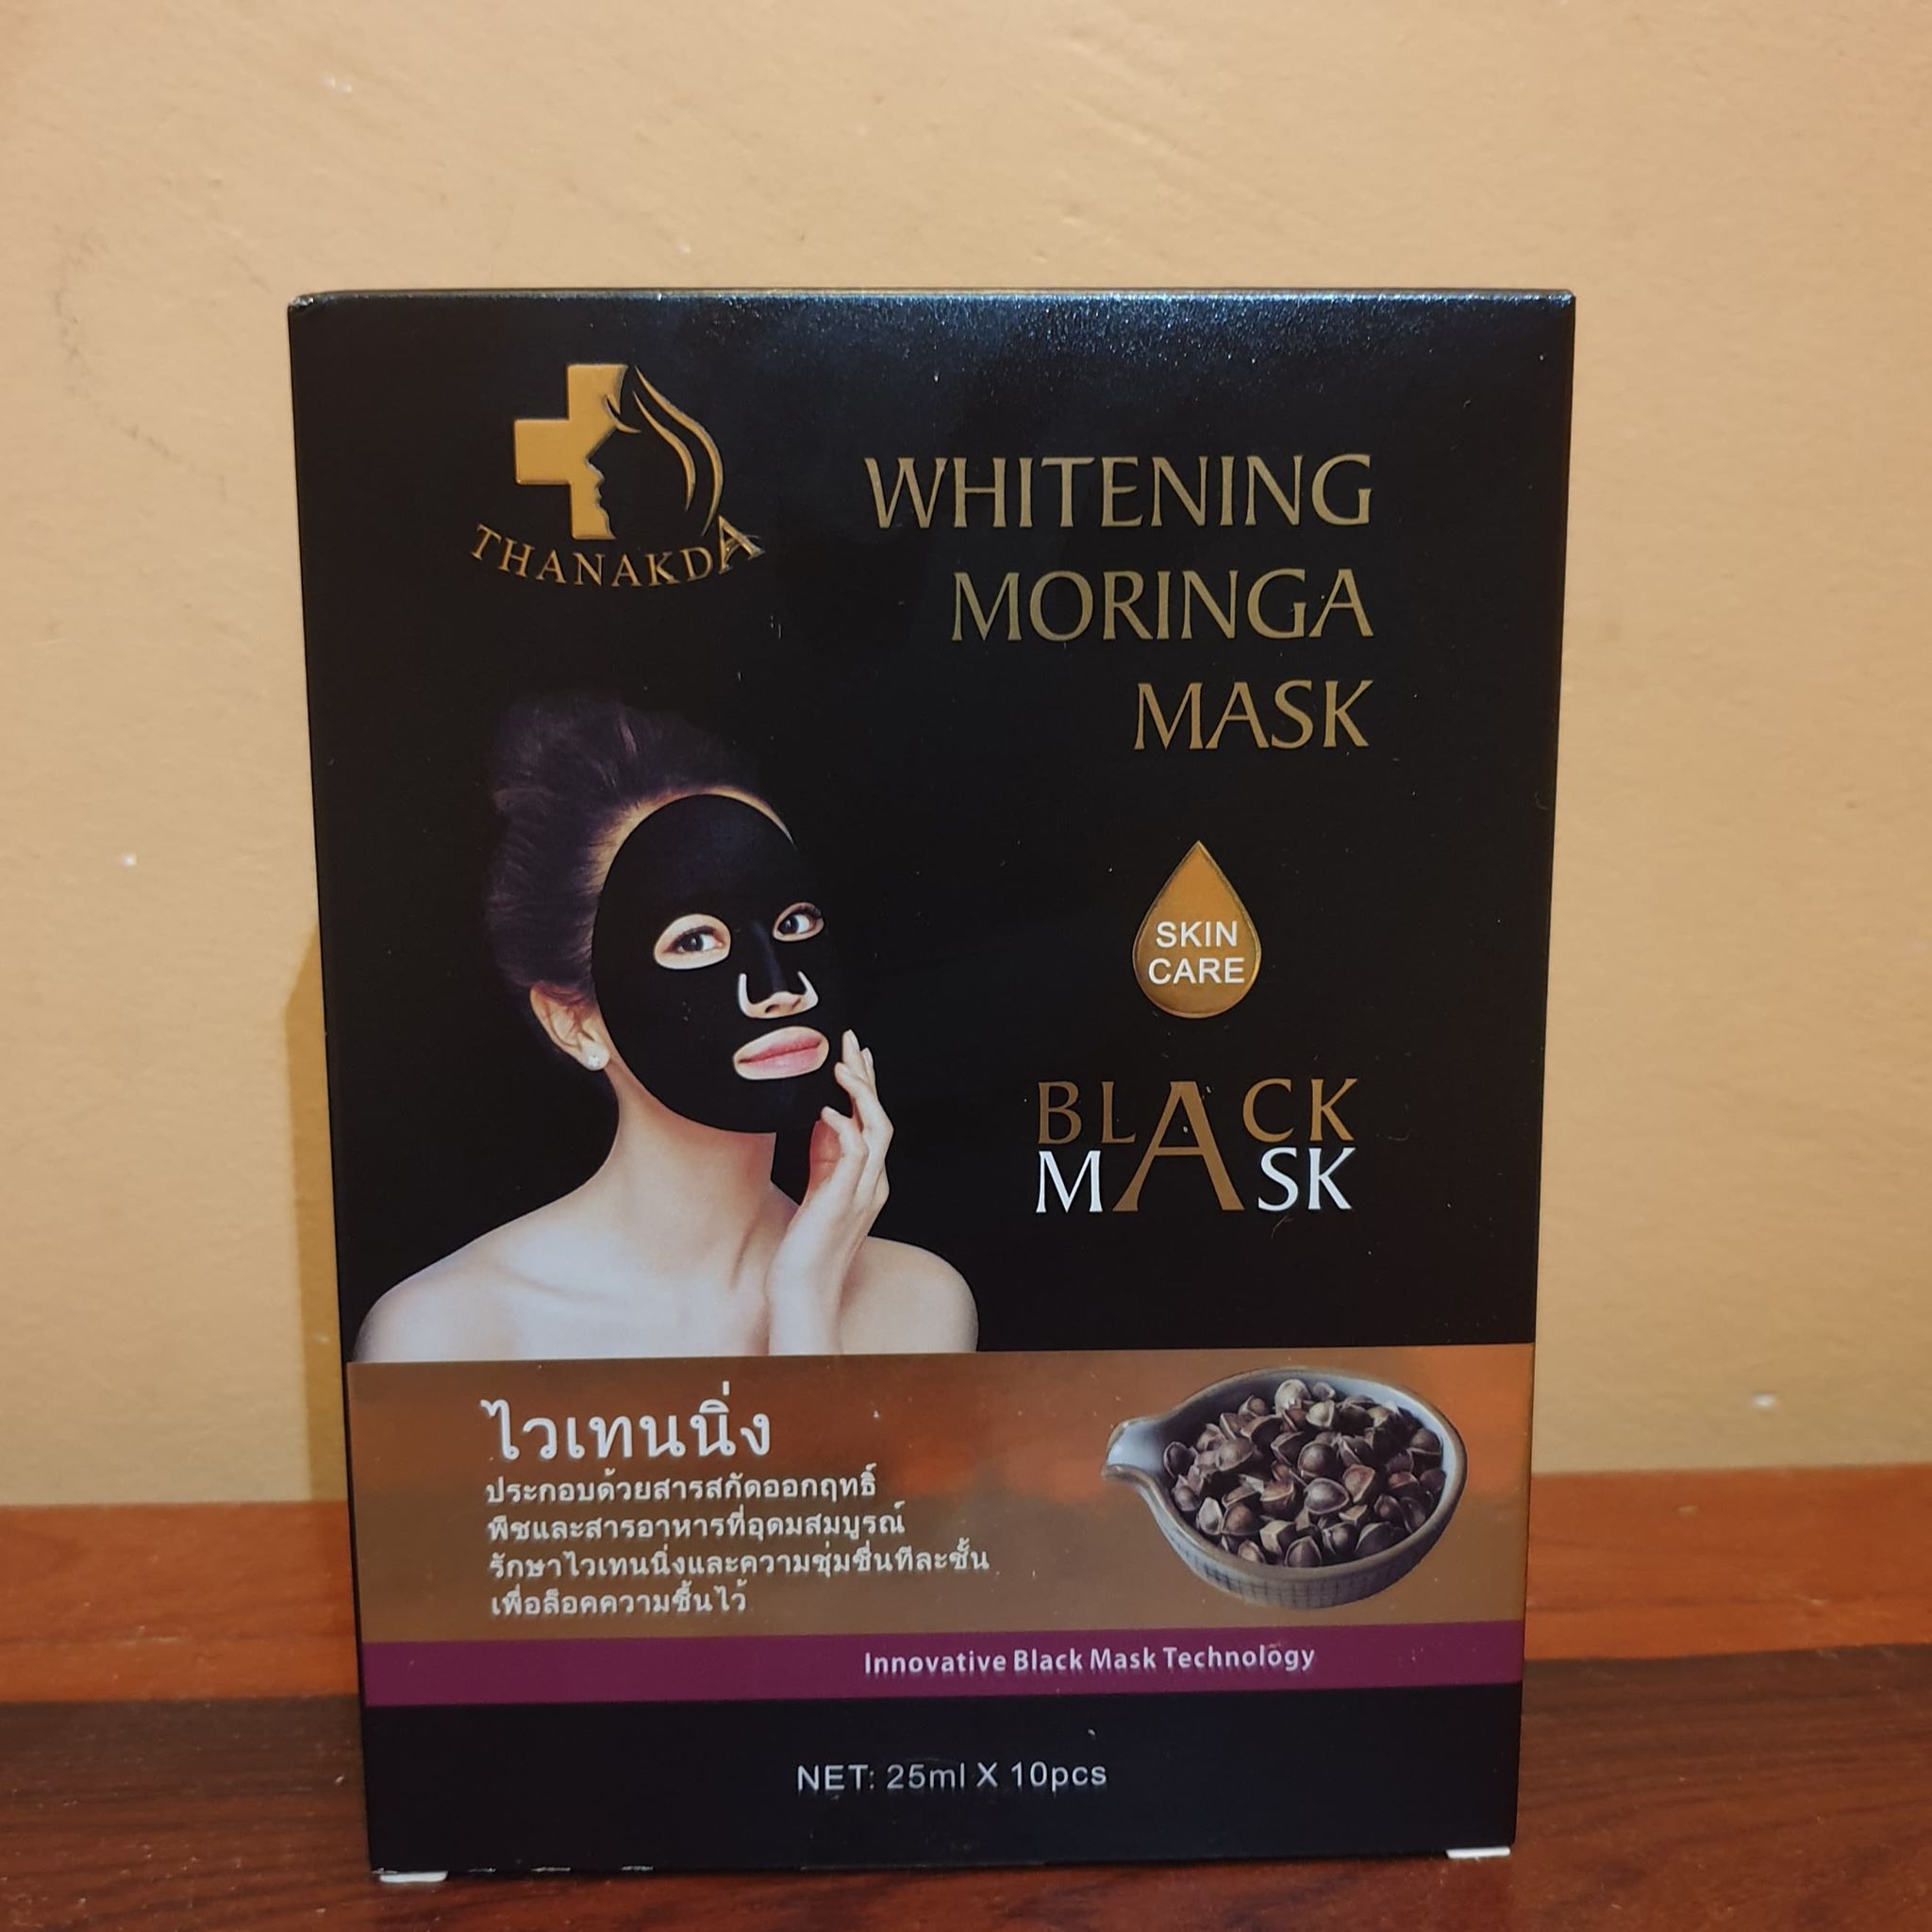 THANAKDA
WHITENING
MORINGA
MASK
SKIN
CARE
BLACK
MASK
ไวเทนนิ่ง
ประกอบด้วยสารสกัดออกฤทธิ์
พืชและสารอาหารที่อุดมสมบูรณ์
รักษาไวเทนนิ่งและความชุ่มชื่นทีละชั้น
เพื่อล็อคความชื้นไว้
Innovative Black Mask Technology
NET: 25ml X 10pcs